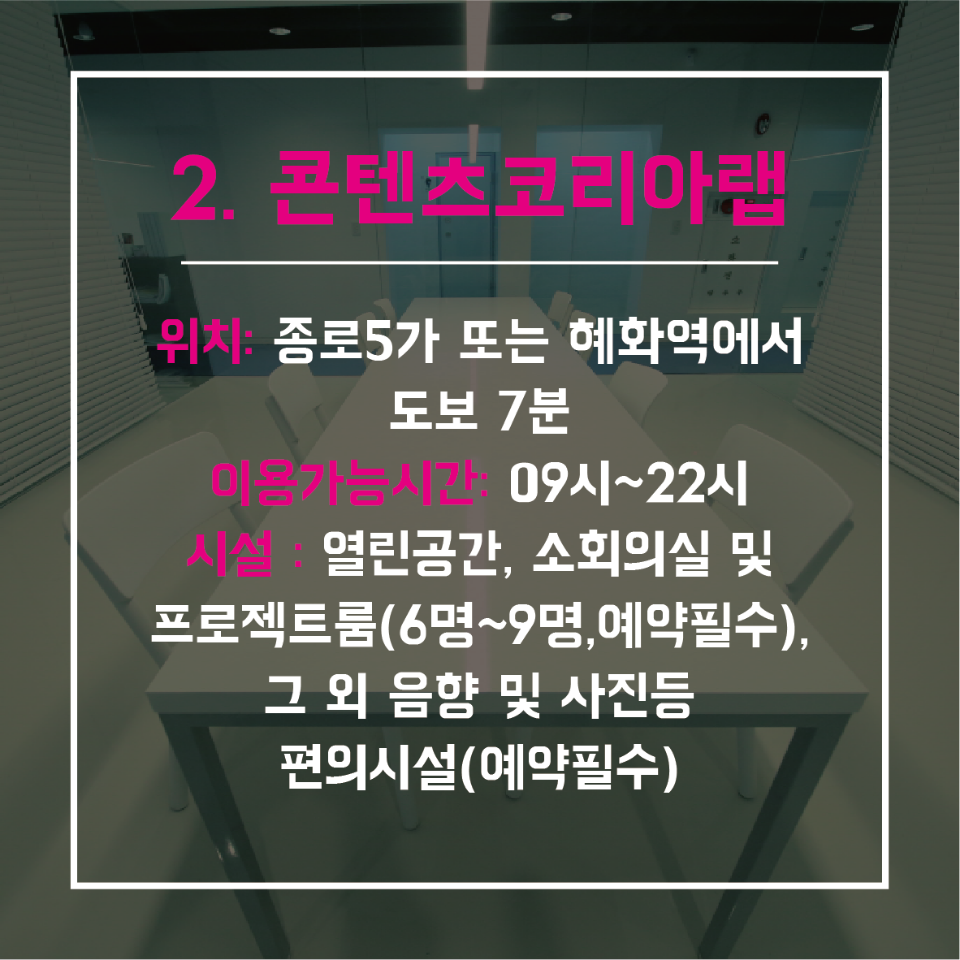 2. 콘텐츠코리아랩
위치: 종로5가 또는 혜화역에서
도보 7분
이용가능시간: 09시~22시
시설 : 열린공간, 소회의실 및
프로젝트룸(6명~9명,예약필수),
그 외 음향 및 사진등
편의시설(예약필수)